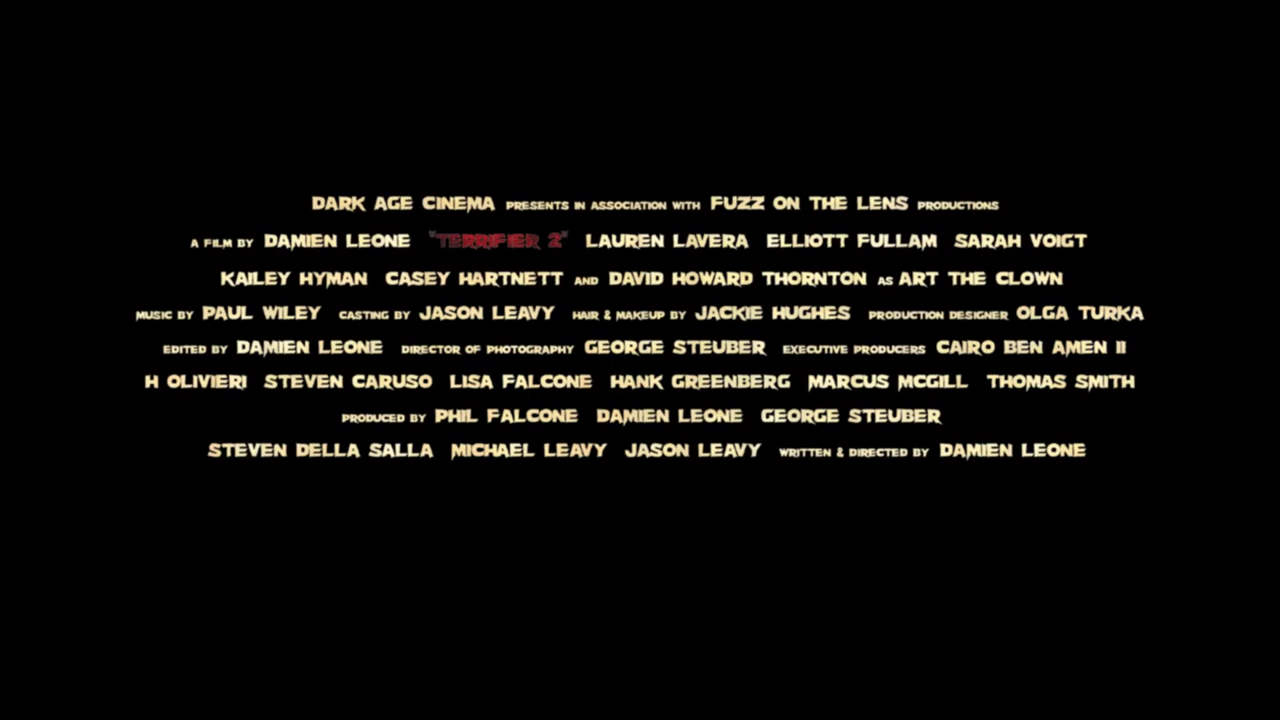 DARK AGE CINEMA PRESENTS IN ASSOCIATION WITH FUZZ ON THE LENS PRODUCTIONS
A FILM BY DAMIEN LEONE "TERRIFIER 2" LAUREN LAVERA ELLIOTT FULLAM SARAH VOIGT
KAILEY HYMAN CASEY HARTNETT AND DAVID HOWARD THORNTON AS ART THE CLOWN
MUSIC BY PAUL WILEY CASTING BY JASON LEAVY HAIR & MAKEUP BY JACKIE HUGHES PRODUCTION DESIGNER OLGA TURKA
EDITED BY DAMIEN LEONE DIRECTOR OF PHOTOGRAPHY GEORGE STEUBER EXECUTIVE PRODUCERS CAIRO BEN AMEN II
H OLIVIERI STEVEN CARUSO LISA FALCONE HANK GREENBERG MARCUS MCGILL THOMAS SMITH
PRODUCED BY PHIL FALCONE DAMIEN LEONE GEORGE STEUBER
STEVEN DELLA SALLA MICHAEL LEAVY JASON LEAVY WRITTEN & DIRECTED BY DAMIEN LEONE